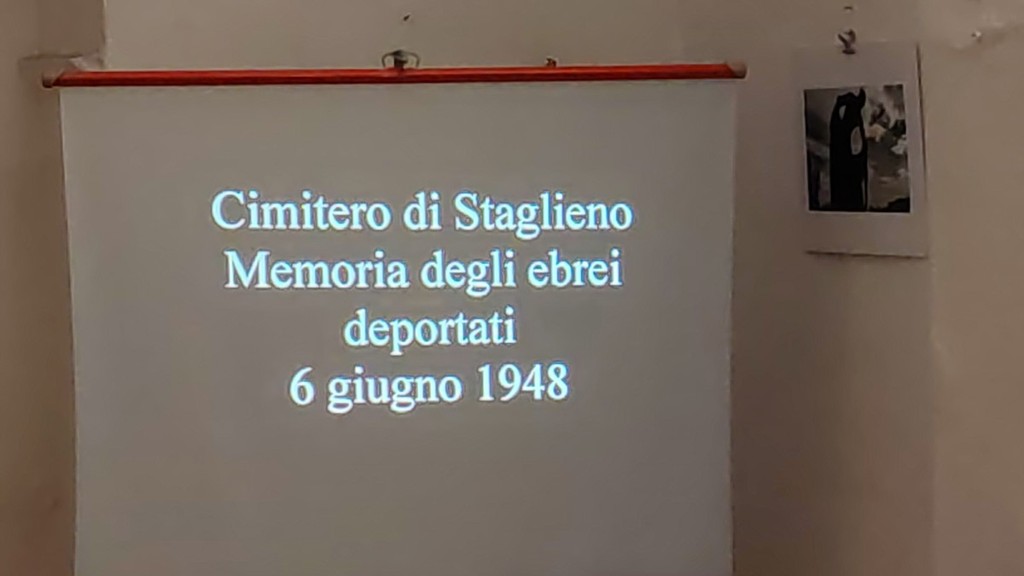 Cimitero di Staglieno
Memoria degli ebrei
deportati
6 giugno 1948